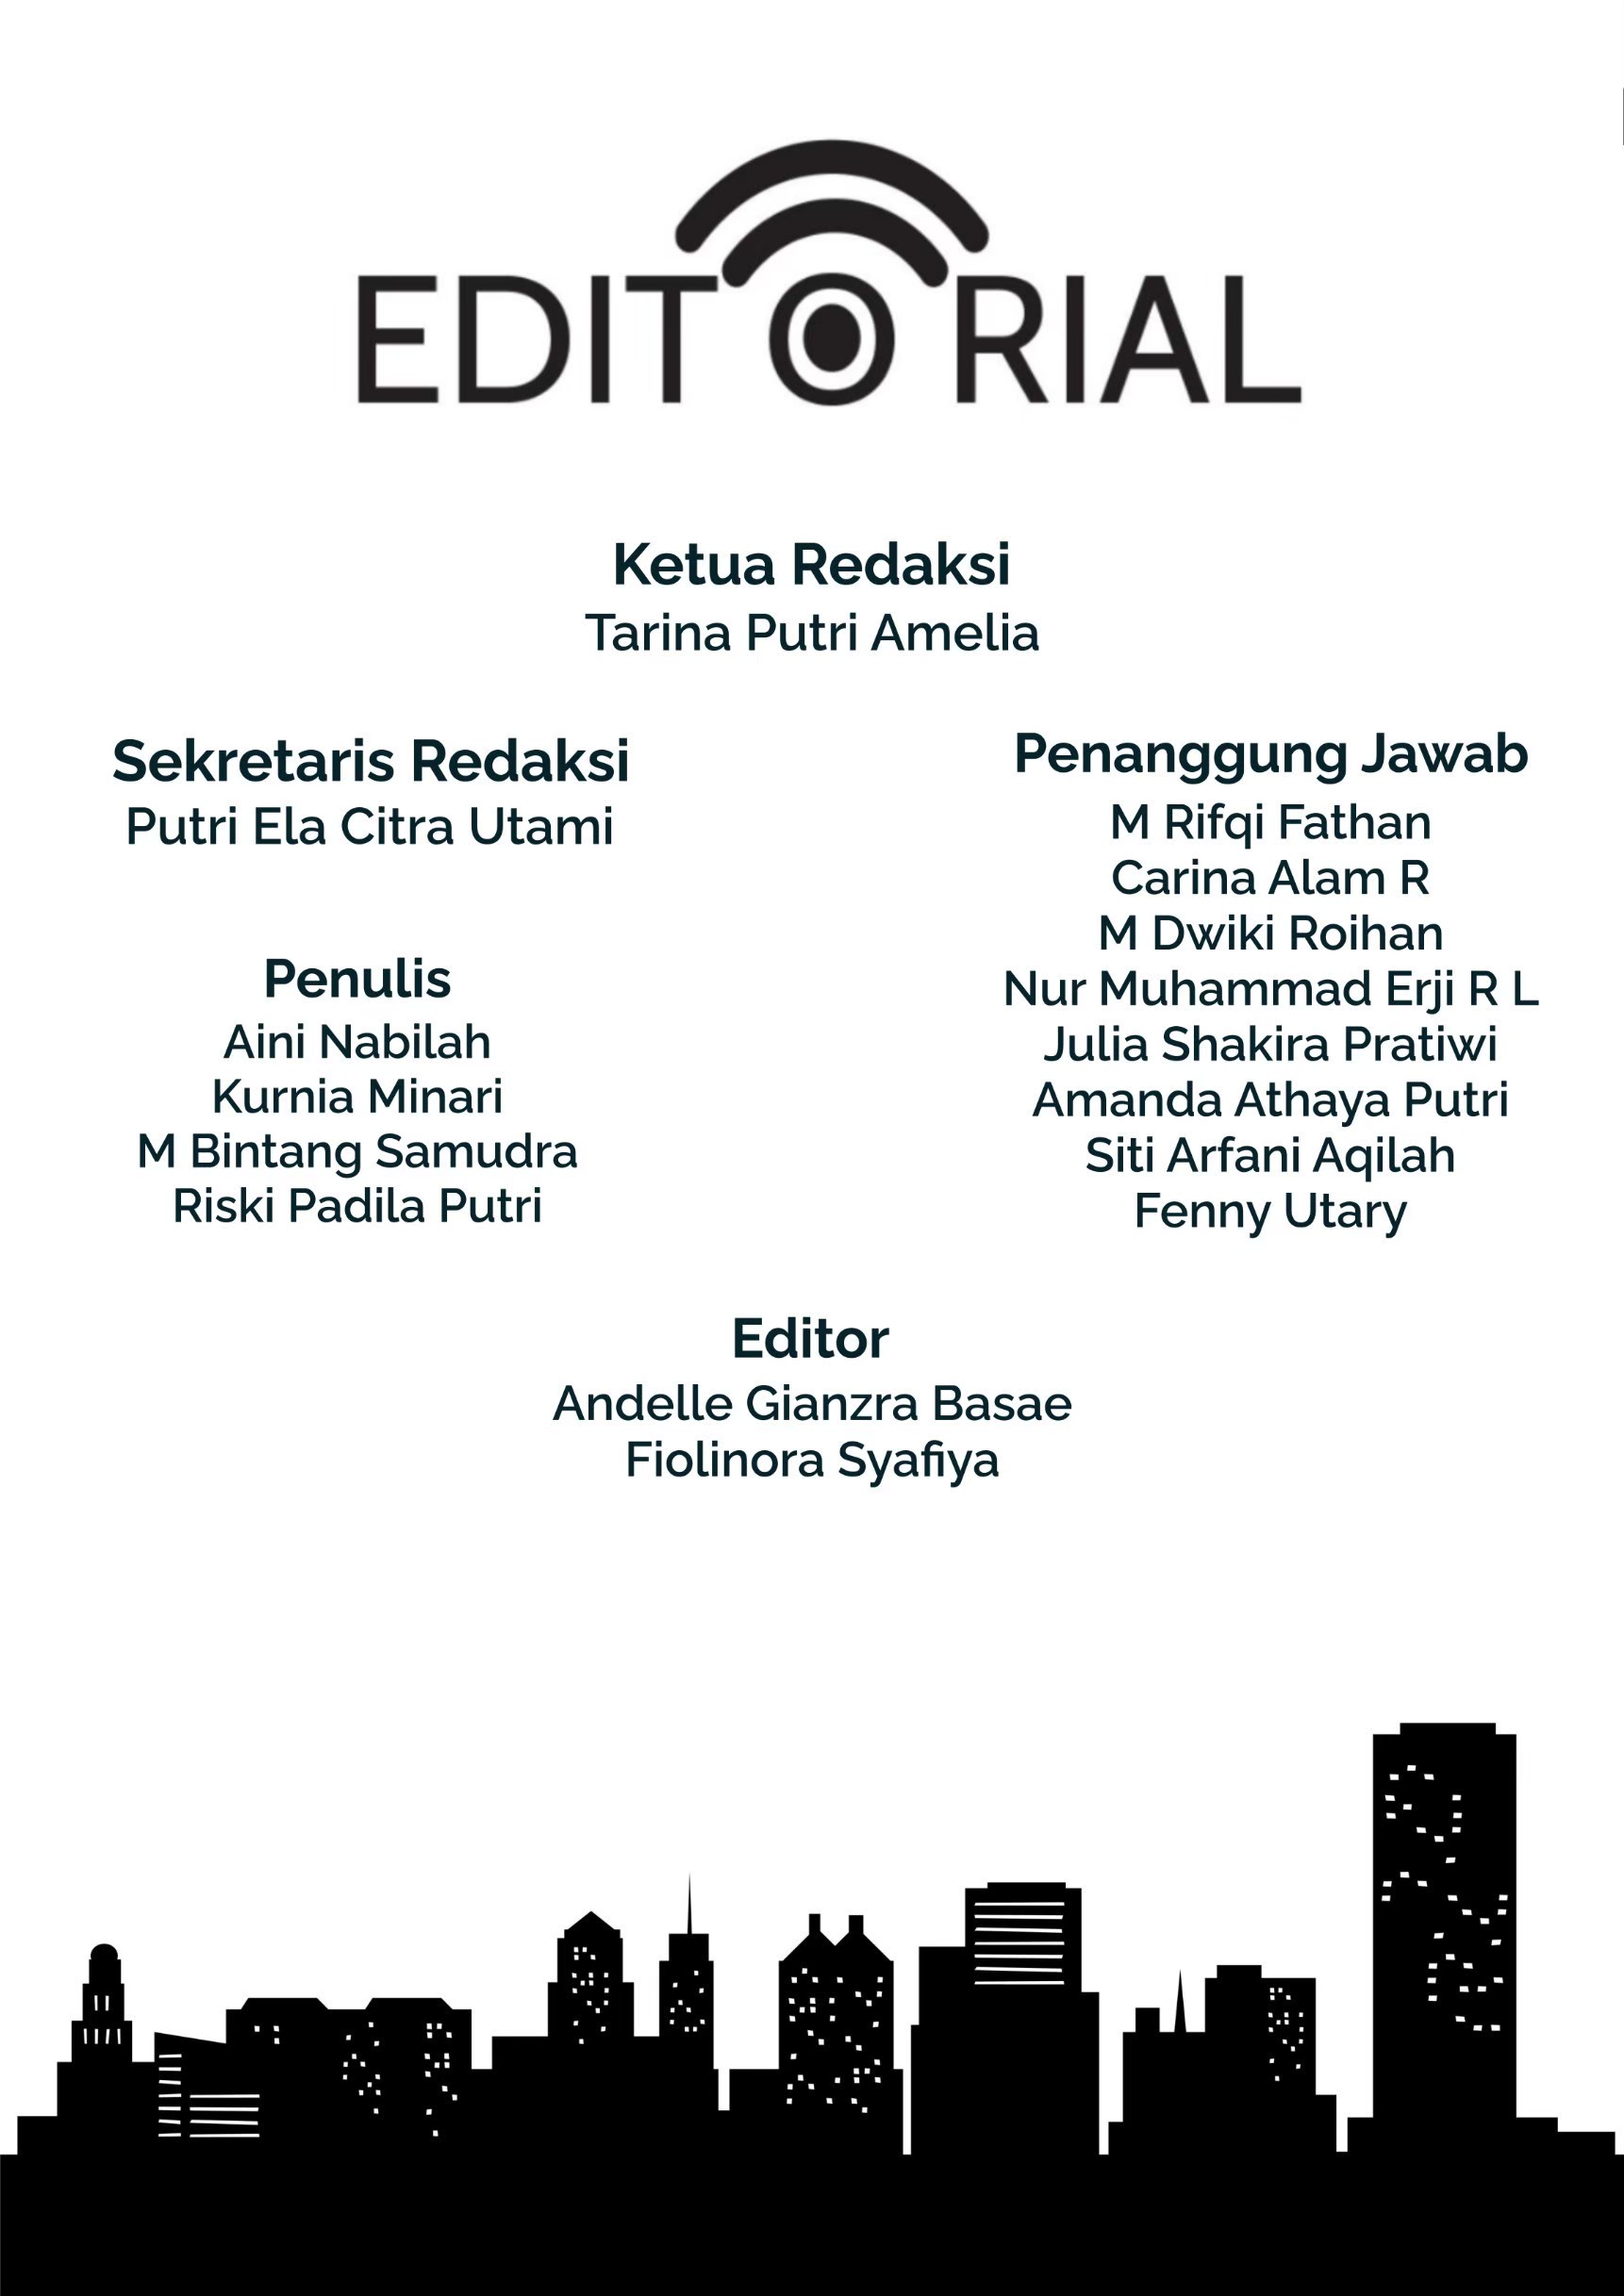 EDITORIAL
Ketua Redaksi
Tarina Putri Amelia
Sekretaris Redaksi
Putri Ela Citra Utami
Penulis
Aini Nabilah
Kurnia Minari
M Bintang Samudra
Riski Padila Putri
Penanggung Jawab
M Rifqi Fathan
Carina Alam R
M Dwiki Roihan
Nur Muhammad Erji R L
Julia Shakira Pratiwi
Amanda Athaya Putri
Siti Arfani Aqilah
Fenny Utary
Editor
Andelle Gianzra Basae
Fiolinora Syafiya